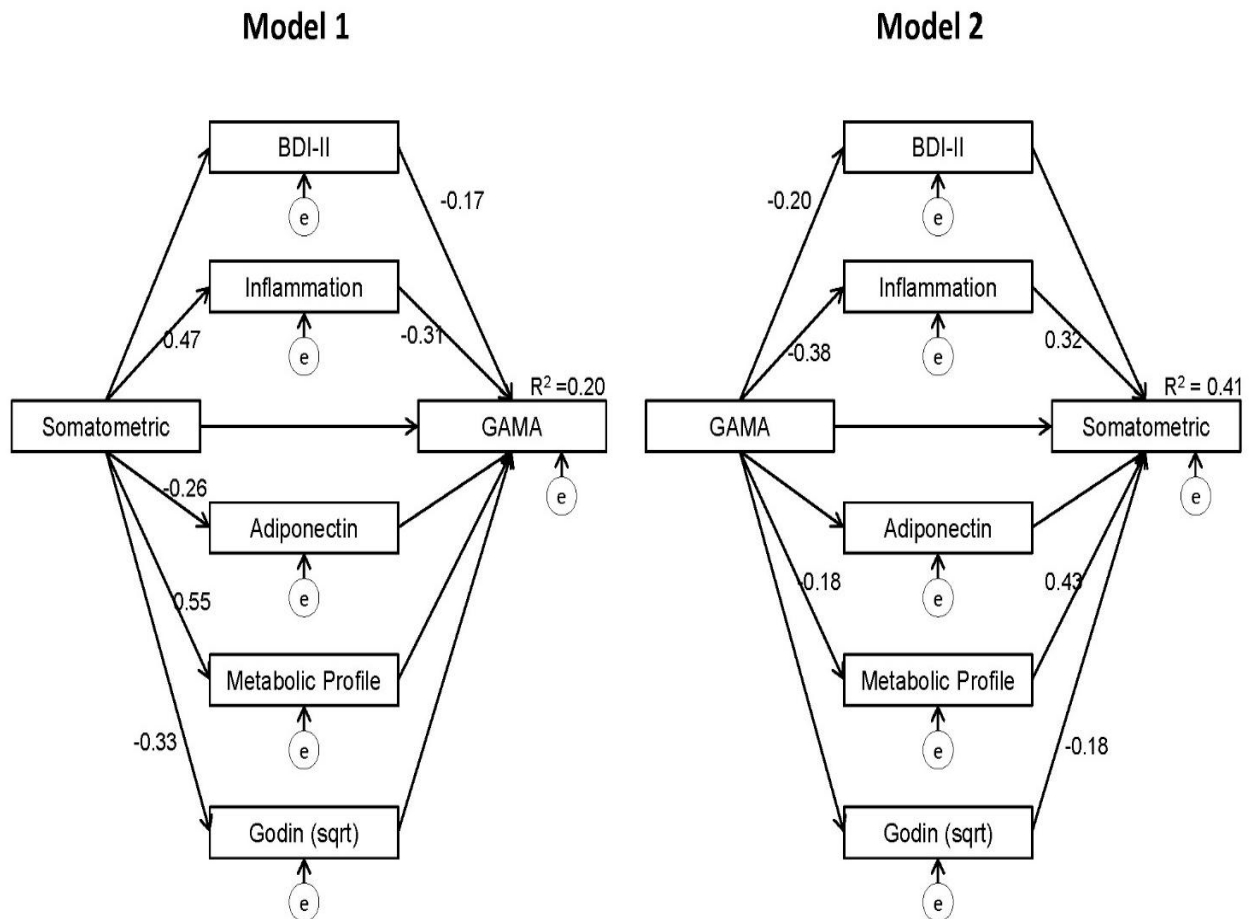 Model 1
BDI-II
-0.17
e
Inflammation
0.47
-0.31
e
R² =0.20
Somatometric
GAMA
e
-0.26
Adiponectin
e
0.55
Metabolic Profile
e
-0.33
Godin (sqrt)
e
Model 2
BDI-II
-0.20
e
Inflammation
-0.38
0.32
e
R² = 0.41
GAMA
Somatometric
e
Adiponectin
e
-0.18
0.43
Metabolic Profile
e
-0.18
Godin (sqrt)
e